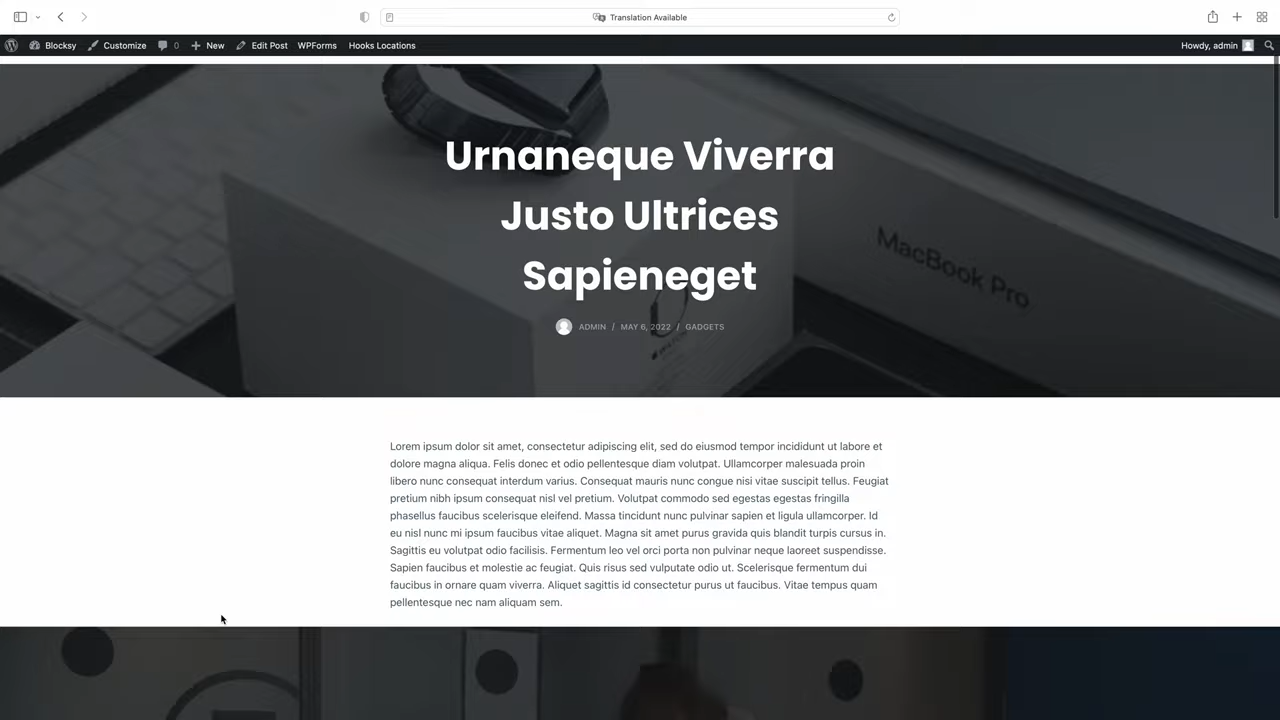 Translation Available
Blocksy Customize 0 New Edit Post WPForms Hooks Locations Howdy, admin
Urnaneque Viverra
Justo Ultrices
Sapieneget
MacBook Pro
ADMIN / MAY 6, 2022 / GADGETS
Lorem ipsum dolor sit amet, consectetur adipiscing elit, sed do eiusmod tempor incididunt ut labore et
dolore magna aliqua. Felis donec et odio pellentesque diam volutpat. Ullamcorper malesuada proin
libero nunc consequat interdum varius. Consequat mauris nunc congue nisi vitae suscipit tellus. Feugiat
pretium nibh ipsum consequat nisl vel pretium. Volutpat commodo sed egestas egestas fringilla
phasellus faucibus scelerisque eleifend. Massa tincidunt nunc pulvinar sapien et ligula ullamcorper. Id
eu nisl nunc mi ipsum faucibus vitae aliquet. Magna sit amet purus gravida quis blandit turpis cursus in.
Sagittis eu volutpat odio facilisis. Fermentum leo vel orci porta non pulvinar neque laoreet suspendisse.
Sapien faucibus et molestie ac feugiat. Quis risus sed vulputate odio ut. Scelerisque fermentum dui
faucibus in ornare quam viverra. Aliquet sagittis id consectetur purus ut faucibus. Vitae tempus quam
pellentesque nec nam aliquam sem.